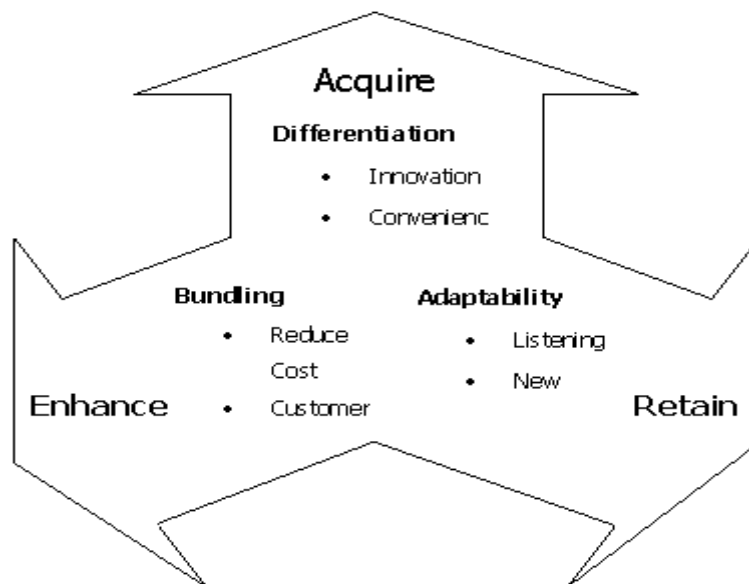 Acquire
Differentiation
• Innovation
• Convenienc
Bundling
• Reduce
Cost
• Customer
Enhance
Adaptability
• Listening
• New
Retain